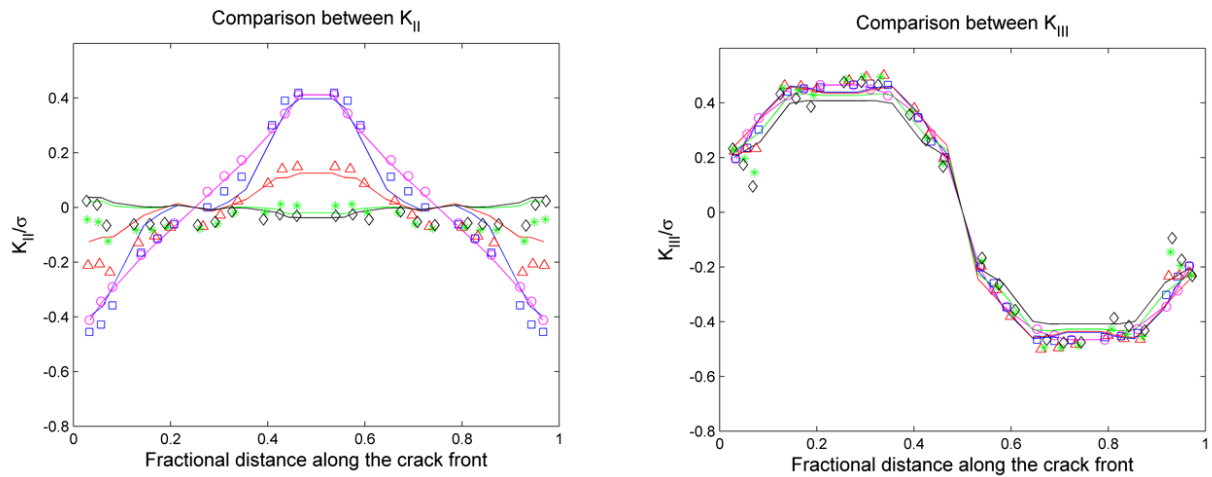 Comparison between K_II
K_II/σ
0.4
0.2
0
-0.2
-0.4
-0.6
-0.8
0 0.2 0.4 0.6 0.8 1
Fractional distance along the crack front
Comparison between K_III
K_III/σ
0.4
0.2
0
-0.2
-0.4
-0.6
-0.8
0 0.2 0.4 0.6 0.8 1
Fractional distance along the crack front